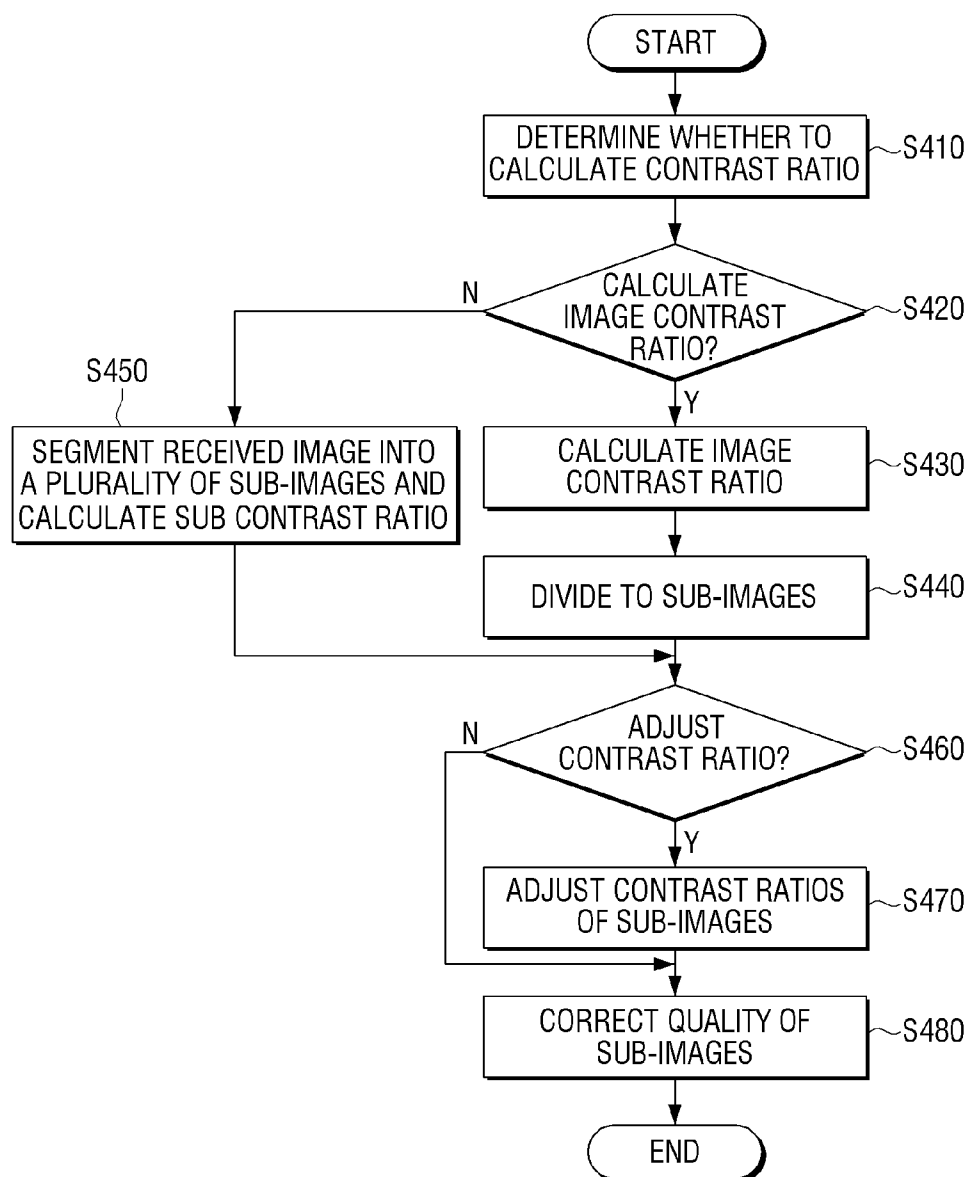 START
DETERMINE WHETHER TO
CALCULATE CONTRAST RATIO
S410
CALCULATE
IMAGE CONTRAST
RATIO?
S420
N
Y
S450
SEGMENT RECEIVED IMAGE INTO
A PLURALITY OF SUB-IMAGES AND
CALCULATE SUB CONTRAST RATIO
CALCULATE IMAGE
CONTRAST RATIO
S430
DIVIDE TO SUB-IMAGES
S440
ADJUST
CONTRAST RATIO?
S460
N
Y
ADJUST CONTRAST RATIOS
OF SUB-IMAGES
S470
CORRECT QUALITY OF
SUB-IMAGES
S480
END